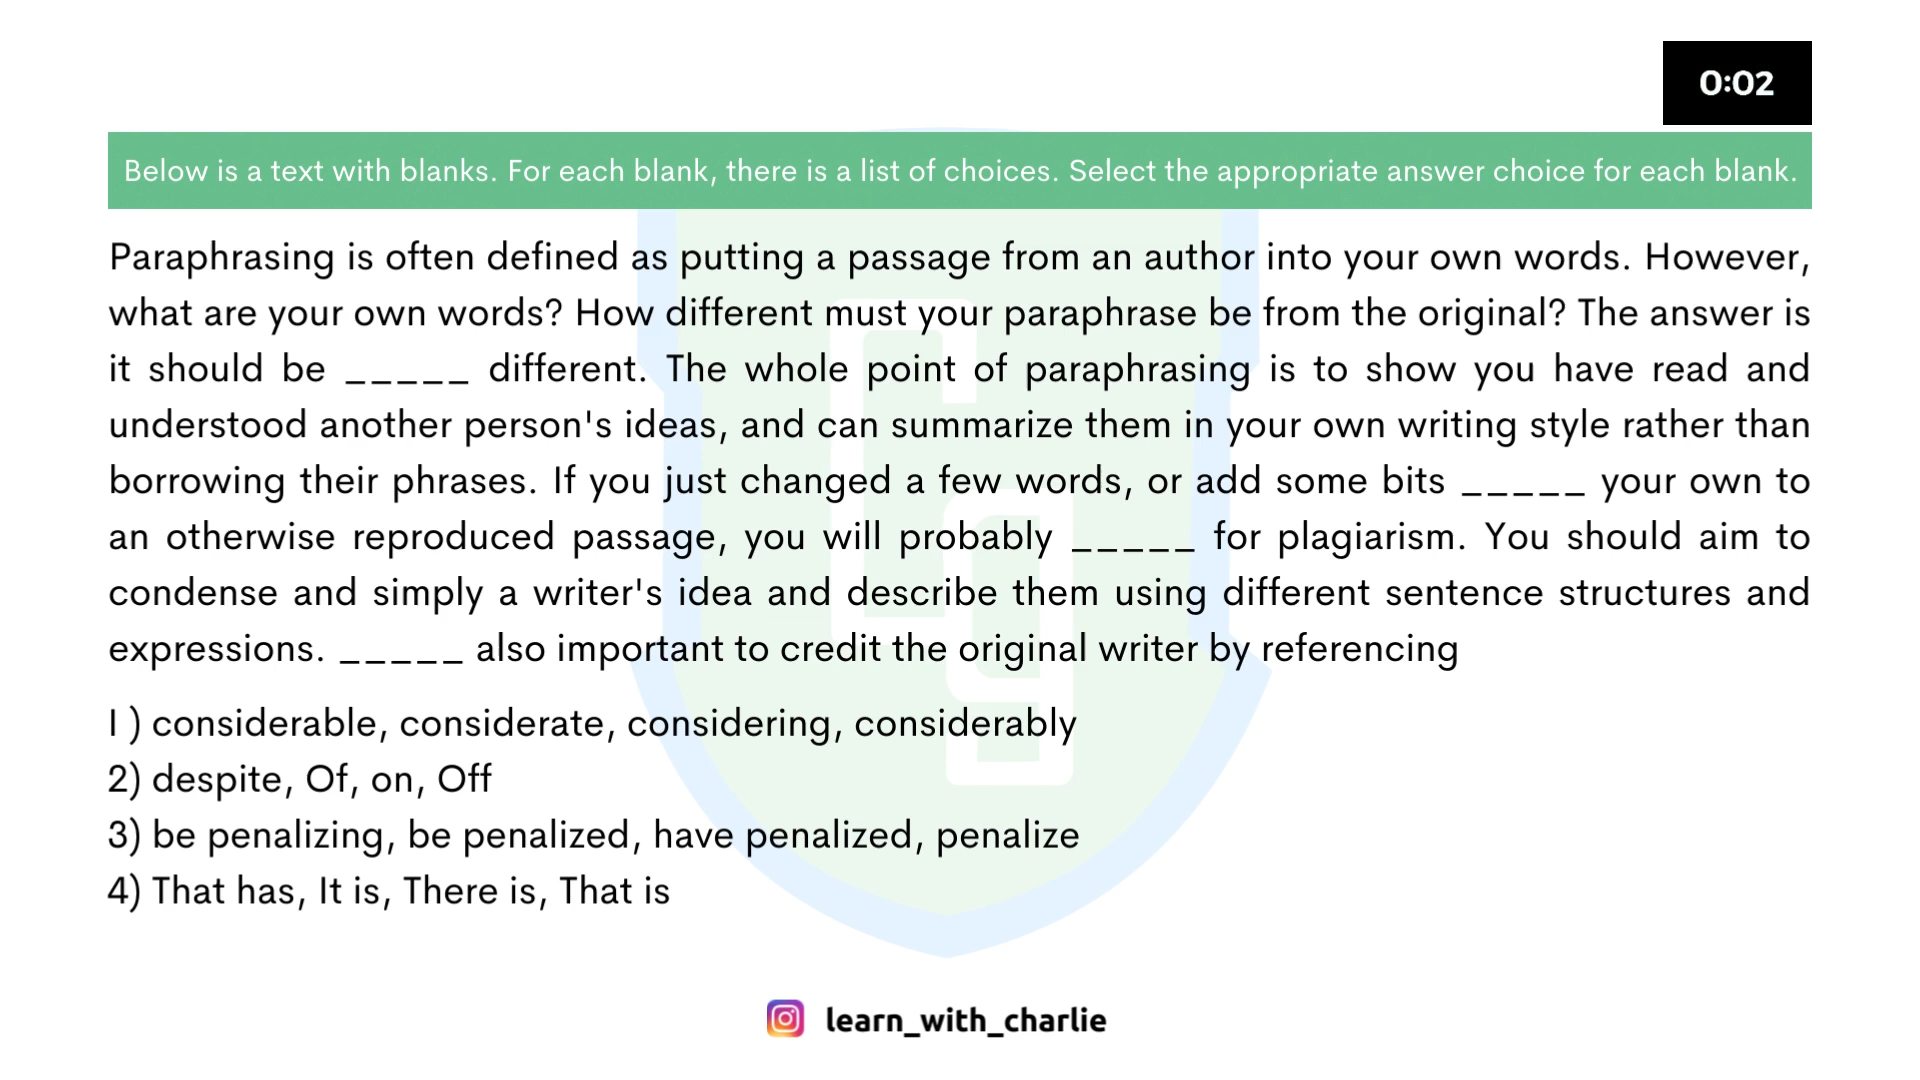 0:02
Below is a text with blanks. For each blank, there is a list of choices. Select the appropriate answer choice for each blank.
Paraphrasing is often defined as putting a passage from an author into your own words. However,
what are your own words? How different must your paraphrase be from the original? The answer is
it should be _____ different. The whole point of paraphrasing is to show you have read and
understood another person's ideas, and can summarize them in your own writing style rather than
borrowing their phrases. If you just changed a few words, or add some bits _____ your own to
an otherwise reproduced passage, you will probably _____ for plagiarism. You should aim to
condense and simply a writer's idea and describe them using different sentence structures and
expressions. _____ also important to credit the original writer by referencing
I ) considerable, considerate, considering, considerably
2) despite, Of, on, Off
3) be penalizing, be penalized, have penalized, penalize
4) That has, It is, There is, That is
learn_with_charlie